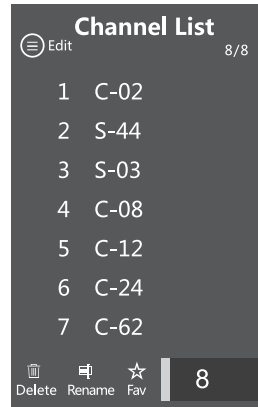 Channel List
Edit 8/8
1 C-02
2 S-44
3 S-03
4 C-08
5 C-12
6 C-24
7 C-62
Delete Rename Fav 8